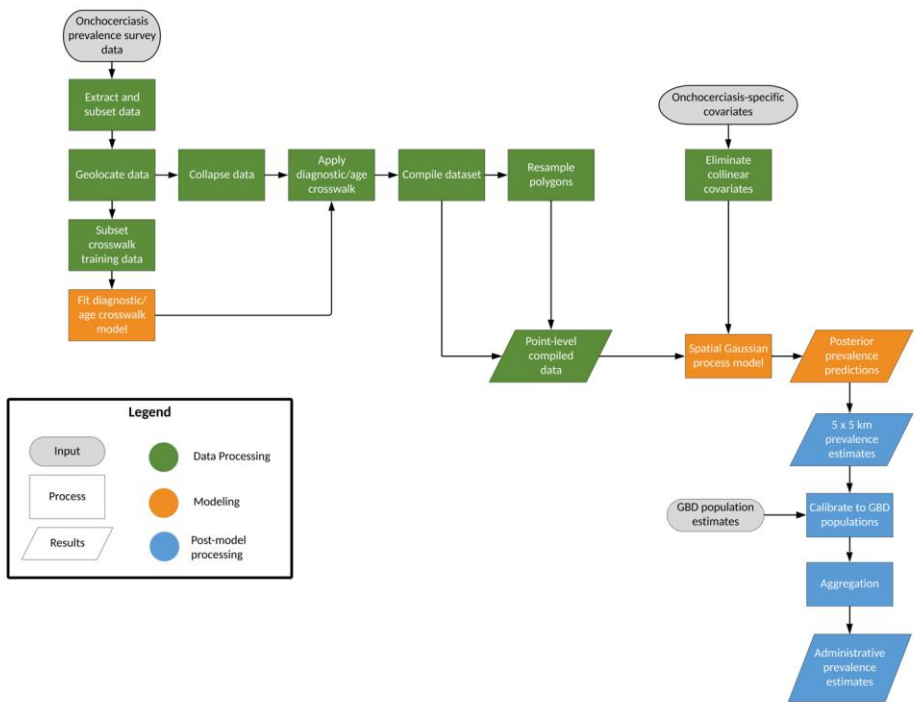 Onchocerciasis
prevalence survey
data
Extract and
subset data
Onchocerciasis-specific
covariates
Geolocate data
Collapse data
Apply
diagnostic/age
crosswalk
Compile dataset
Resample
polygons
Eliminate
collinear
covariates
Subset
crosswalk
training data
Fit diagnostic/
age crosswalk
model
Point-level
compiled
data
Spatial Gaussian
process model
Posterior
prevalence
predictions
5 x 5 km
prevalence
estimates
GBD population
estimates
Calibrate to GBD
populations
Aggregation
Administrative
prevalence
estimates
Legend
Input
Data Processing
Process
Modeling
Results
Post-model
processing